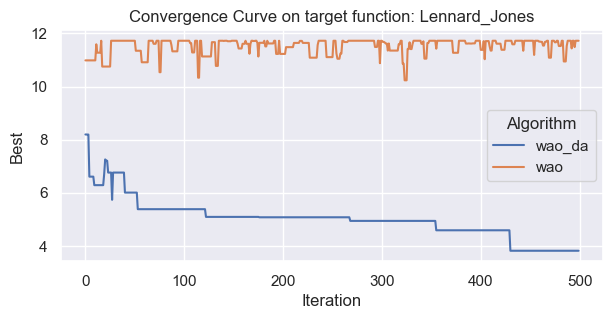 Convergence Curve on target function: Lennard_Jones
12
10
8
6
4
Best
Algorithm
wao_da
wao
0
100
200
300
400
500
Iteration